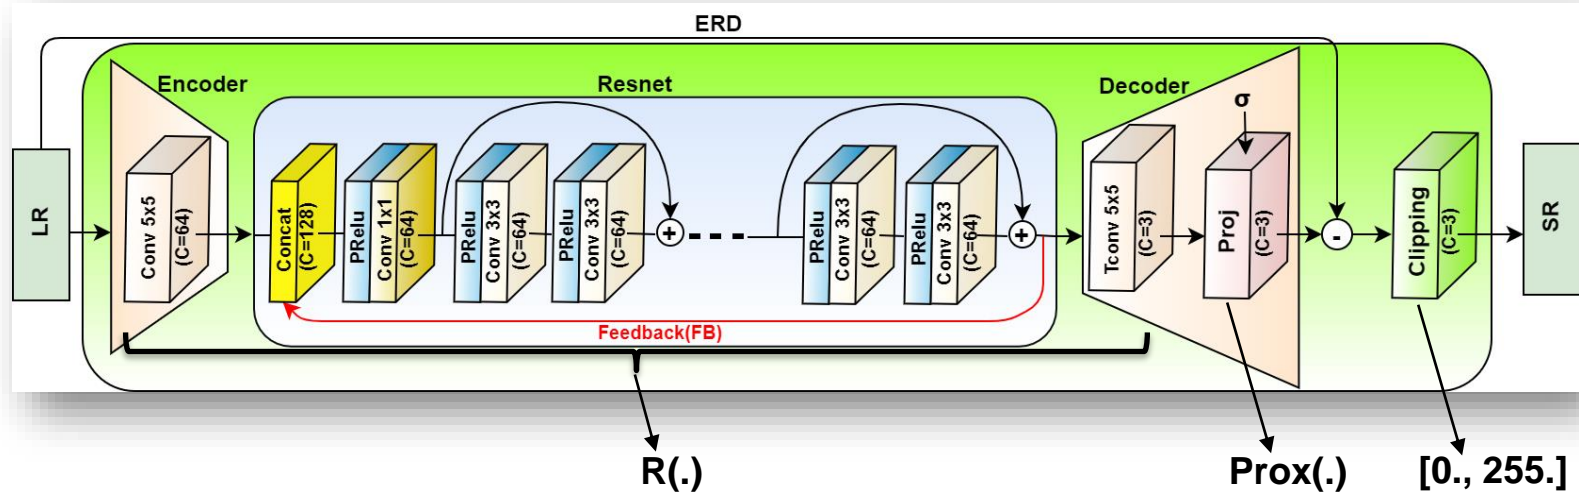 ERD
Encoder
Resnet
Decoder
σ
LR
Conv 5x5
(C=64)
Concat
(C=128)
PRelu
Conv 1x1
(C=64)
PRelu
Conv 3x3
(C=64)
PRelu
Conv 3x3
(C=64)
+
PRelu
Conv 3x3
(C=64)
PRelu
Conv 3x3
(C=64)
+
Tconv 5x5
(C=3)
Proj
(C=3)
-
Clipping
(C=3)
SR
Feedback(FB)
R(.)
Prox(.)
[0., 255.]